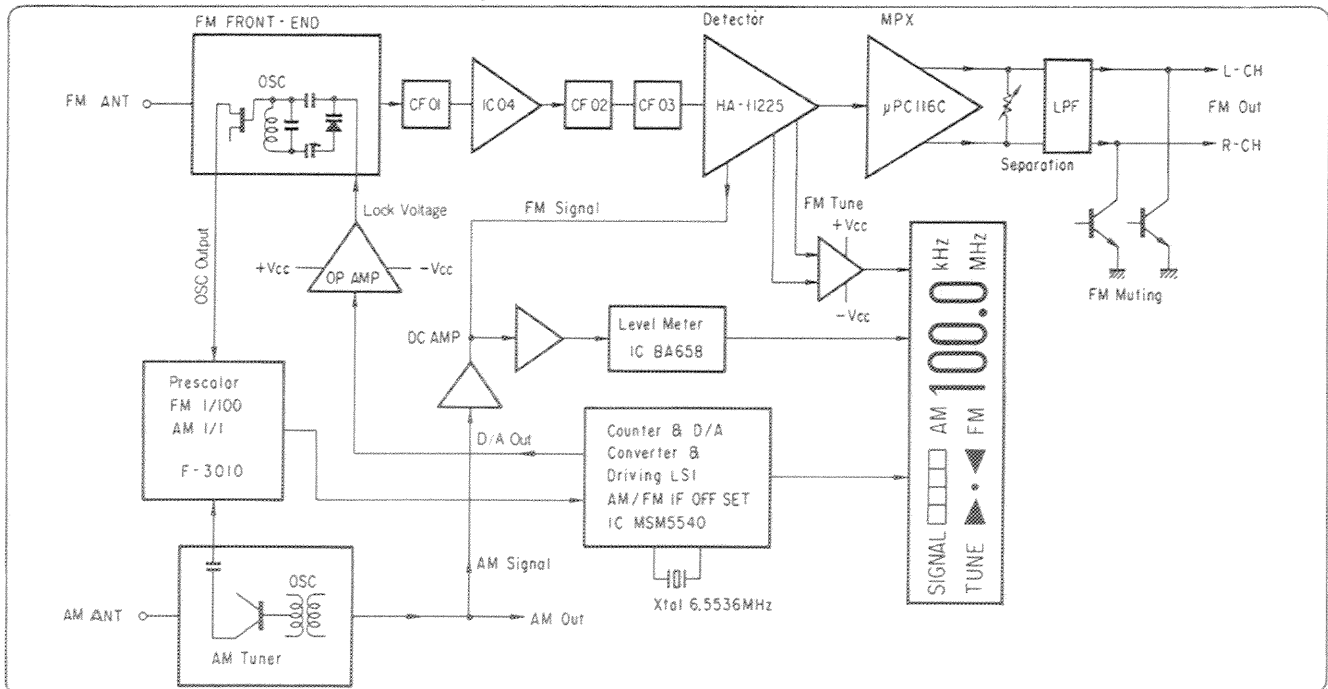 FM FRONT-END
Detector
MPX
OSC
FM ANT
CF01
IC04
CF02
CF03
HA-11225
µPC116C
LPF
L-CH
FM Out
R-CH
Separation
Lock Voltage
FM Signal
FM Tune
+Vcc
-Vcc
OSC Output
+Vcc
OP AMP
-Vcc
FM Muting
DC AMP
Level Meter
IC BA658
Prescalar
FM 1/100
AM 1/1
F-3010
D/A Out
Counter & D/A
Converter &
Driving LSI
AM/FM IF OFF SET
IC MSM5540
SIGNAL AM 100.0 kHz
TUNE FM MHz
AM Signal
Xtal 6,5536MHz
AM ANT
OSC
AM Tuner
AM Out